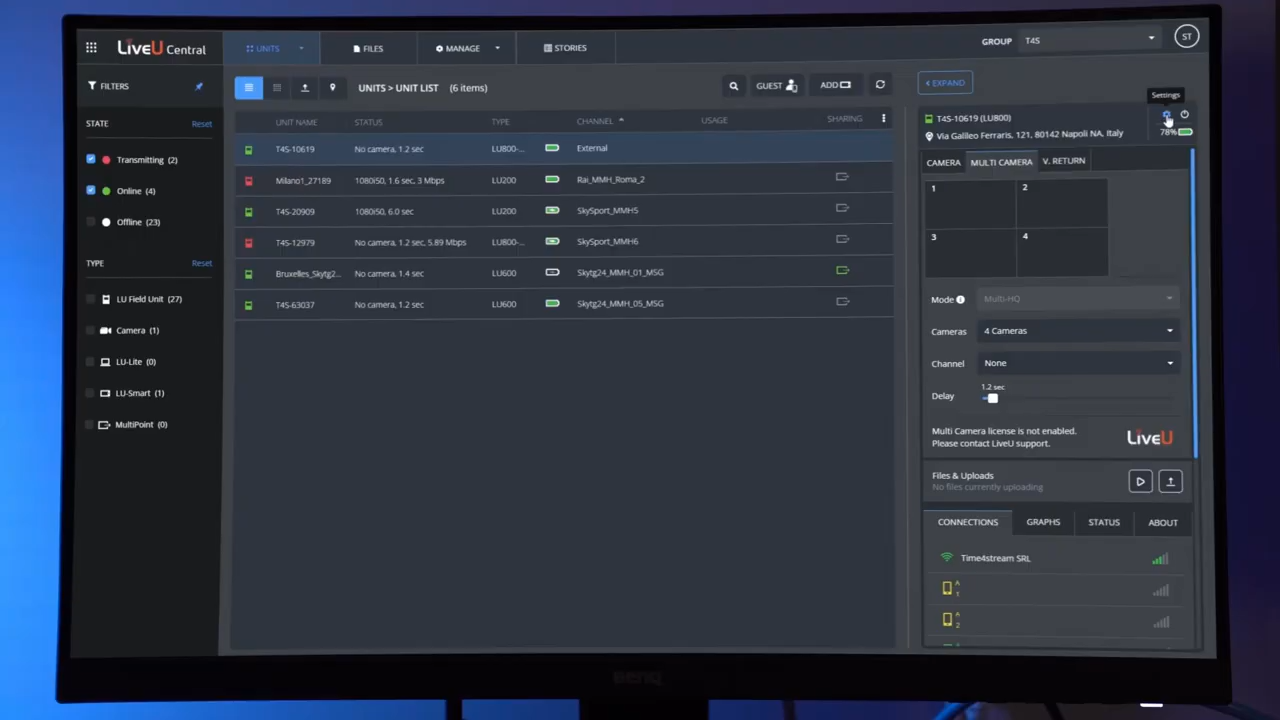 LiveU Central
UNITS
FILES
MANAGE
STORIES
GROUP T4S
ST
FILTERS
UNITS > UNIT LIST (6 items)
GUEST
ADD
< EXPAND
Settings
STATE Reset
Transmitting (2)
Online (4)
Offline (23)
TYPE Reset
LU Field Unit (27)
Camera (1)
LU-Lite (0)
LU-Smart (1)
MultiPoint (0)
UNIT NAME STATUS TYPE CHANNEL USAGE SHARING
T4S-10619 No camera, 1.2 sec LU800-... External
Milano1_27189 1080i50, 1.6 sec, 3 Mbps LU200 Rai_MMH_Roma_2
T4S-20909 1080i50, 6.0 sec LU200 SkySport_MMH5
T4S-12979 No camera, 1.2 sec, 5.89 Mbps LU800-... SkySport_MMH6
Bruxelles_Skytg2... No camera, 1.4 sec LU600 Skytg24_MMH_01_MSG
T4S-63037 No camera, 1.2 sec LU600 Skytg24_MMH_05_MSG
T4S-10619 (LU800)
Via Galileo Ferraris, 121, 80142 Napoli NA, Italy
78%
CAMERA MULTI CAMERA V. RETURN
1 2
3 4
Mode Multi-HQ
Cameras 4 Cameras
Channel None
1.2 sec
Delay
Multi Camera license is not enabled.
Please contact LiveU support.
LiveU
Files & Uploads
No files currently uploading
CONNECTIONS GRAPHS STATUS ABOUT
Time4stream SRL
A
1
A
2
BenQ